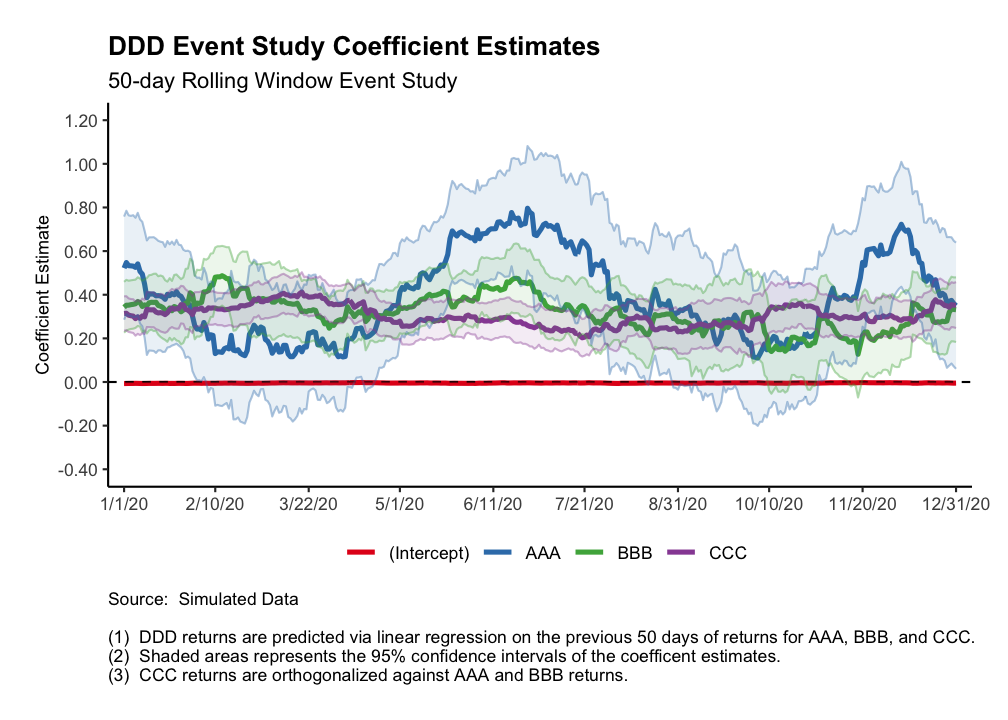 DDD Event Study Coefficient Estimates
50-day Rolling Window Event Study
Coefficient Estimate
1.20
1.00
0.80
0.60
0.40
0.20
0.00
-0.20
-0.40
1/1/20 2/10/20 3/22/20 5/1/20 6/11/20 7/21/20 8/31/20 10/10/20 11/20/20 12/31/20
(Intercept) AAA BBB CCC
Source: Simulated Data
(1) DDD returns are predicted via linear regression on the previous 50 days of returns for AAA, BBB, and CCC.
(2) Shaded areas represents the 95% confidence intervals of the coefficent estimates.
(3) CCC returns are orthogonalized against AAA and BBB returns.